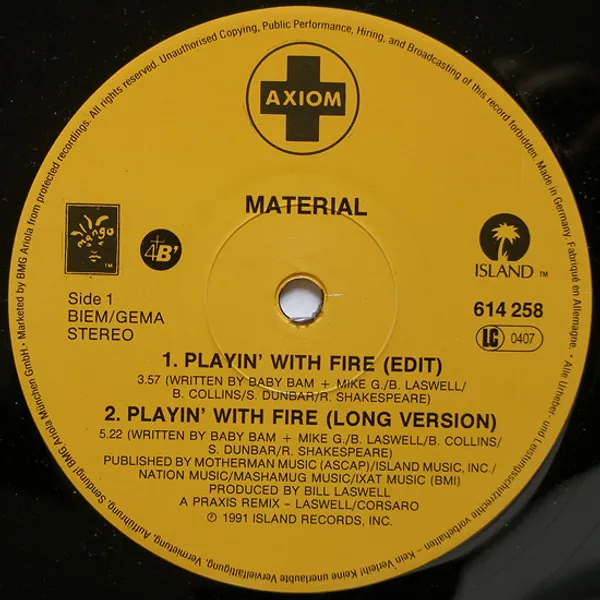 All rights reserved. Unauthorised Copying, Public Performance, Hiring, and Broadcasting of this record forbidden. Made in Germany. Fabriqué en Allemagne. • Alle Urheber- und Leistungsschutzrechte vorbehalten – Kein Verleih! Keine unerlaubte Vervielfältigung, Vermietung, Aufführung, Sendung! BMG Ariola München GmbH. • Marketed by BMG Ariola from protected recordings.
AXIOM
MATERIAL
mango
TM
4B'
ISLAND TM
Side 1
BIEM/GEMA
STEREO
614 258
LC 0407
1. PLAYIN' WITH FIRE (EDIT)
3.57 (WRITTEN BY BABY BAM + MIKE G./B. LASWELL/
B. COLLINS/S. DUNBAR/R. SHAKESPEARE)
2. PLAYIN' WITH FIRE (LONG VERSION)
5.22 (WRITTEN BY BABY BAM + MIKE G./B. LASWELL/B. COLLINS/
S. DUNBAR/R. SHAKESPEARE)
PUBLISHED BY MOTHERMAN MUSIC (ASCAP)/ISLAND MUSIC, INC./
NATION MUSIC/MASHAMUG MUSIC/IXAT MUSIC (BMI)
PRODUCED BY BILL LASWELL
A PRAXIS REMIX – LASWELL/CORSARO
℗ 1991 ISLAND RECORDS, INC.